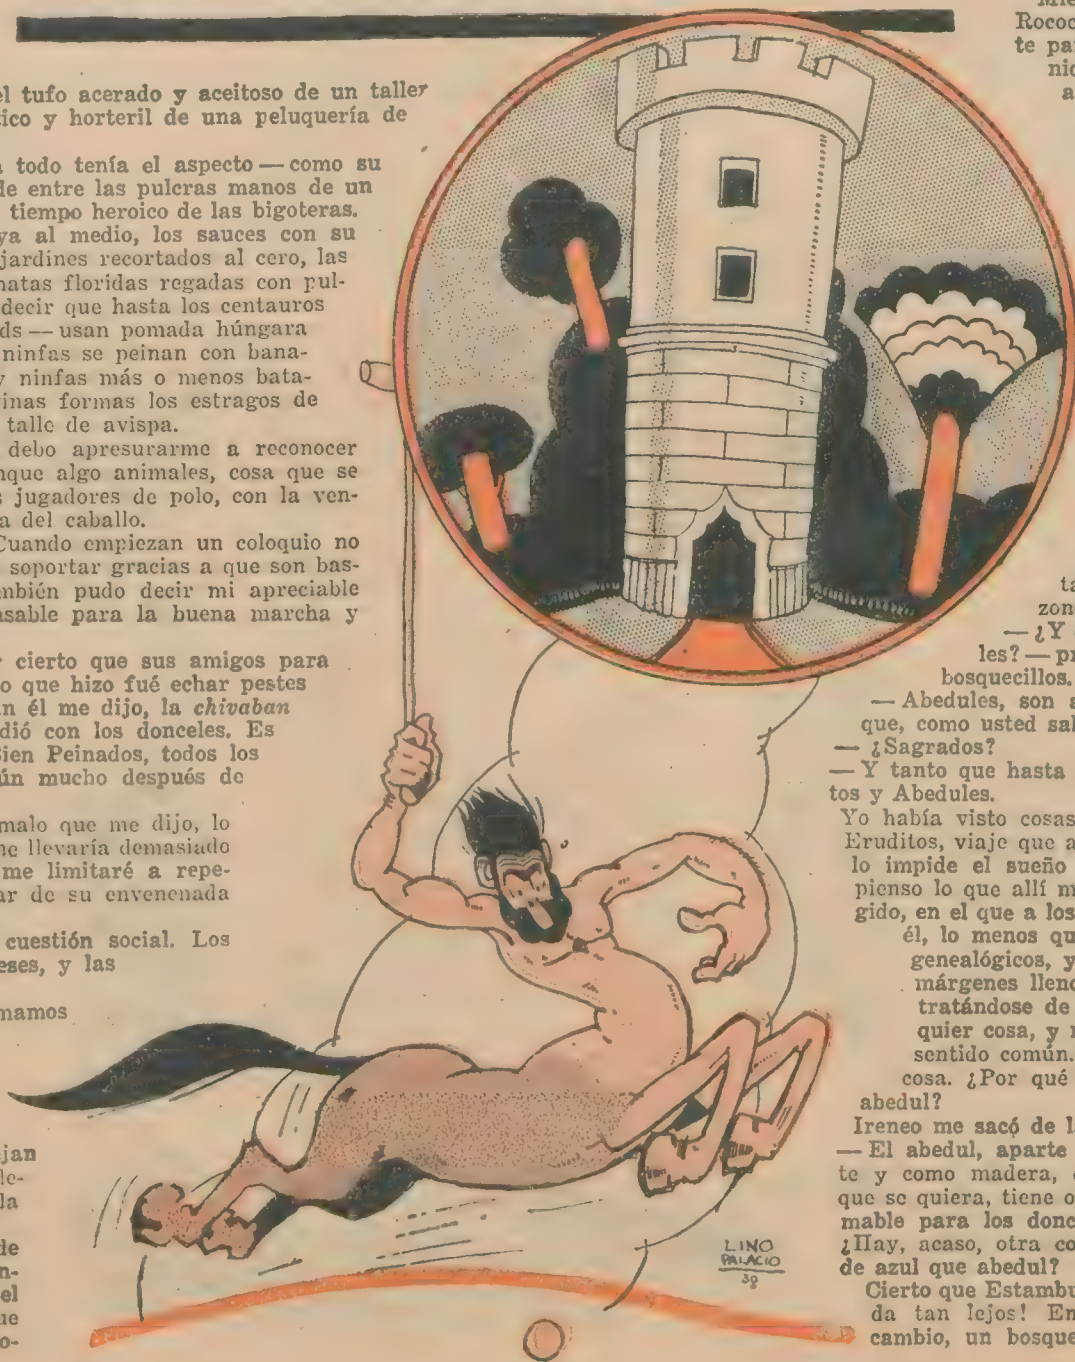 el tufo acerado y aceitoso de un taller
ico y horteril de una peluquería de
a todo tenía el aspecto — como su
de entre las pulcras manos de un
tiempo heroico de las bigoteras.
ya al medio, los sauces con su
jardines recortados al cero, las
natas floridas regadas con pul-
decir que hasta los centauros
ds — usan pomada húngara
ninfas se peinan con bana-
y ninfas más o menos bata-
inas formas los estragos de
talle de avispa.
debo apresurarme a reconocer
nque algo animales, cosa que se
s jugadores de polo, con la ven-
a del caballo.
Cuando empiezan un coloquio no
soportar gracias a que son bas-
mbién pudo decir mi apreciable
nsable para la buena marcha y
r cierto que sus amigos para
o que hizo fué echar pestes
ún él me dijo, la chivaban
dió con los donceles. Es
Bien Peinados, todos los
ún mucho después de
malo que me dijo, lo
ne llevaría demasiado
me limitaré a repe-
ar de su envenenada
cuestión social. Los
eses, y las
mamos
jan
le-
la
de
n-
el
ue
o-
LINO
PALACIO
39
Rococ
te pa
nic
a
ta
zon
— ¿Y
les? — pr
bosquecillos.
— Abedules, son a
que, como usted sal
— ¿Sagrados?
— Y tanto que hasta
tos y Abedules.
Yo había visto cosas
Eruditos, viaje que a
lo impide el sueño
pienso lo que allí m
gido, en el que a los
él, lo menos qu
genealógicos, y
márgenes lleno
tratándose de
quier cosa, y n
sentido común.
cosa. ¿Por qué
abedul?
Ireneo me sacó de l
— El abedul, aparte
te y como madera,
que se quiera, tiene o
mable para los donc
¿Hay, acaso, otra co
de azul que abedul?
Cierto que Estambu
da tan lejos! En
cambio, un bosque